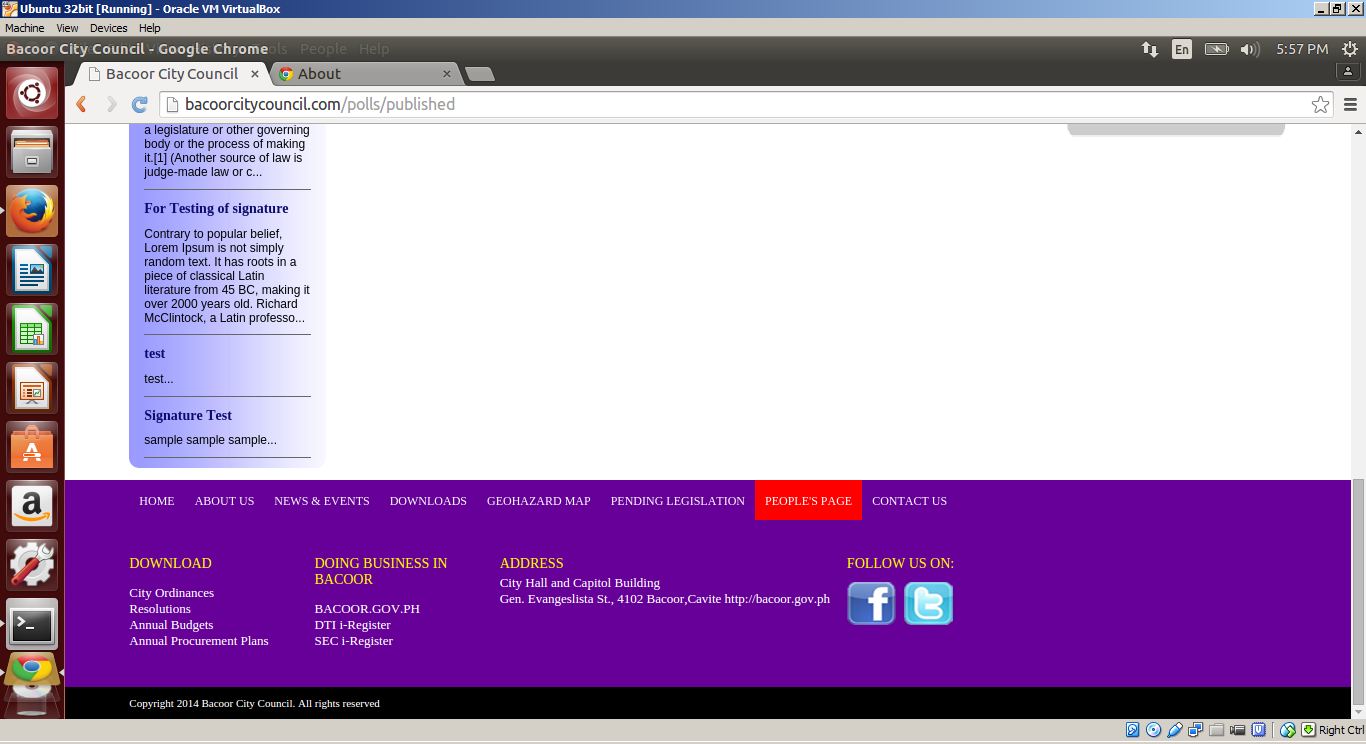 Ubuntu 32bit [Running] - Oracle VM VirtualBox
Machine View Devices Help
Bacoor City Council - Google Chrome People Help
En 5:57 PM
Bacoor City Council × About ×
bacoorcitycouncil.com/polls/published
a legislature or other governing
body or the process of making
it.[1] (Another source of law is
judge-made law or c...
For Testing of signature
Contrary to popular belief,
Lorem Ipsum is not simply
random text. It has roots in a
piece of classical Latin
literature from 45 BC, making it
over 2000 years old. Richard
McClintock, a Latin professo...
test
test...
Signature Test
sample sample sample...
HOME ABOUT US NEWS & EVENTS DOWNLOADS GEOHAZARD MAP PENDING LEGISLATION PEOPLE'S PAGE CONTACT US
DOWNLOAD
City Ordinances
Resolutions
Annual Budgets
Annual Procurement Plans
DOING BUSINESS IN
BACOOR
BACOOR.GOV.PH
DTI i-Register
SEC i-Register
ADDRESS
City Hall and Capitol Building
Gen. Evangeslista St., 4102 Bacoor,Cavite http://bacoor.gov.ph
FOLLOW US ON:
Copyright 2014 Bacoor City Council. All rights reserved
Right Ctrl